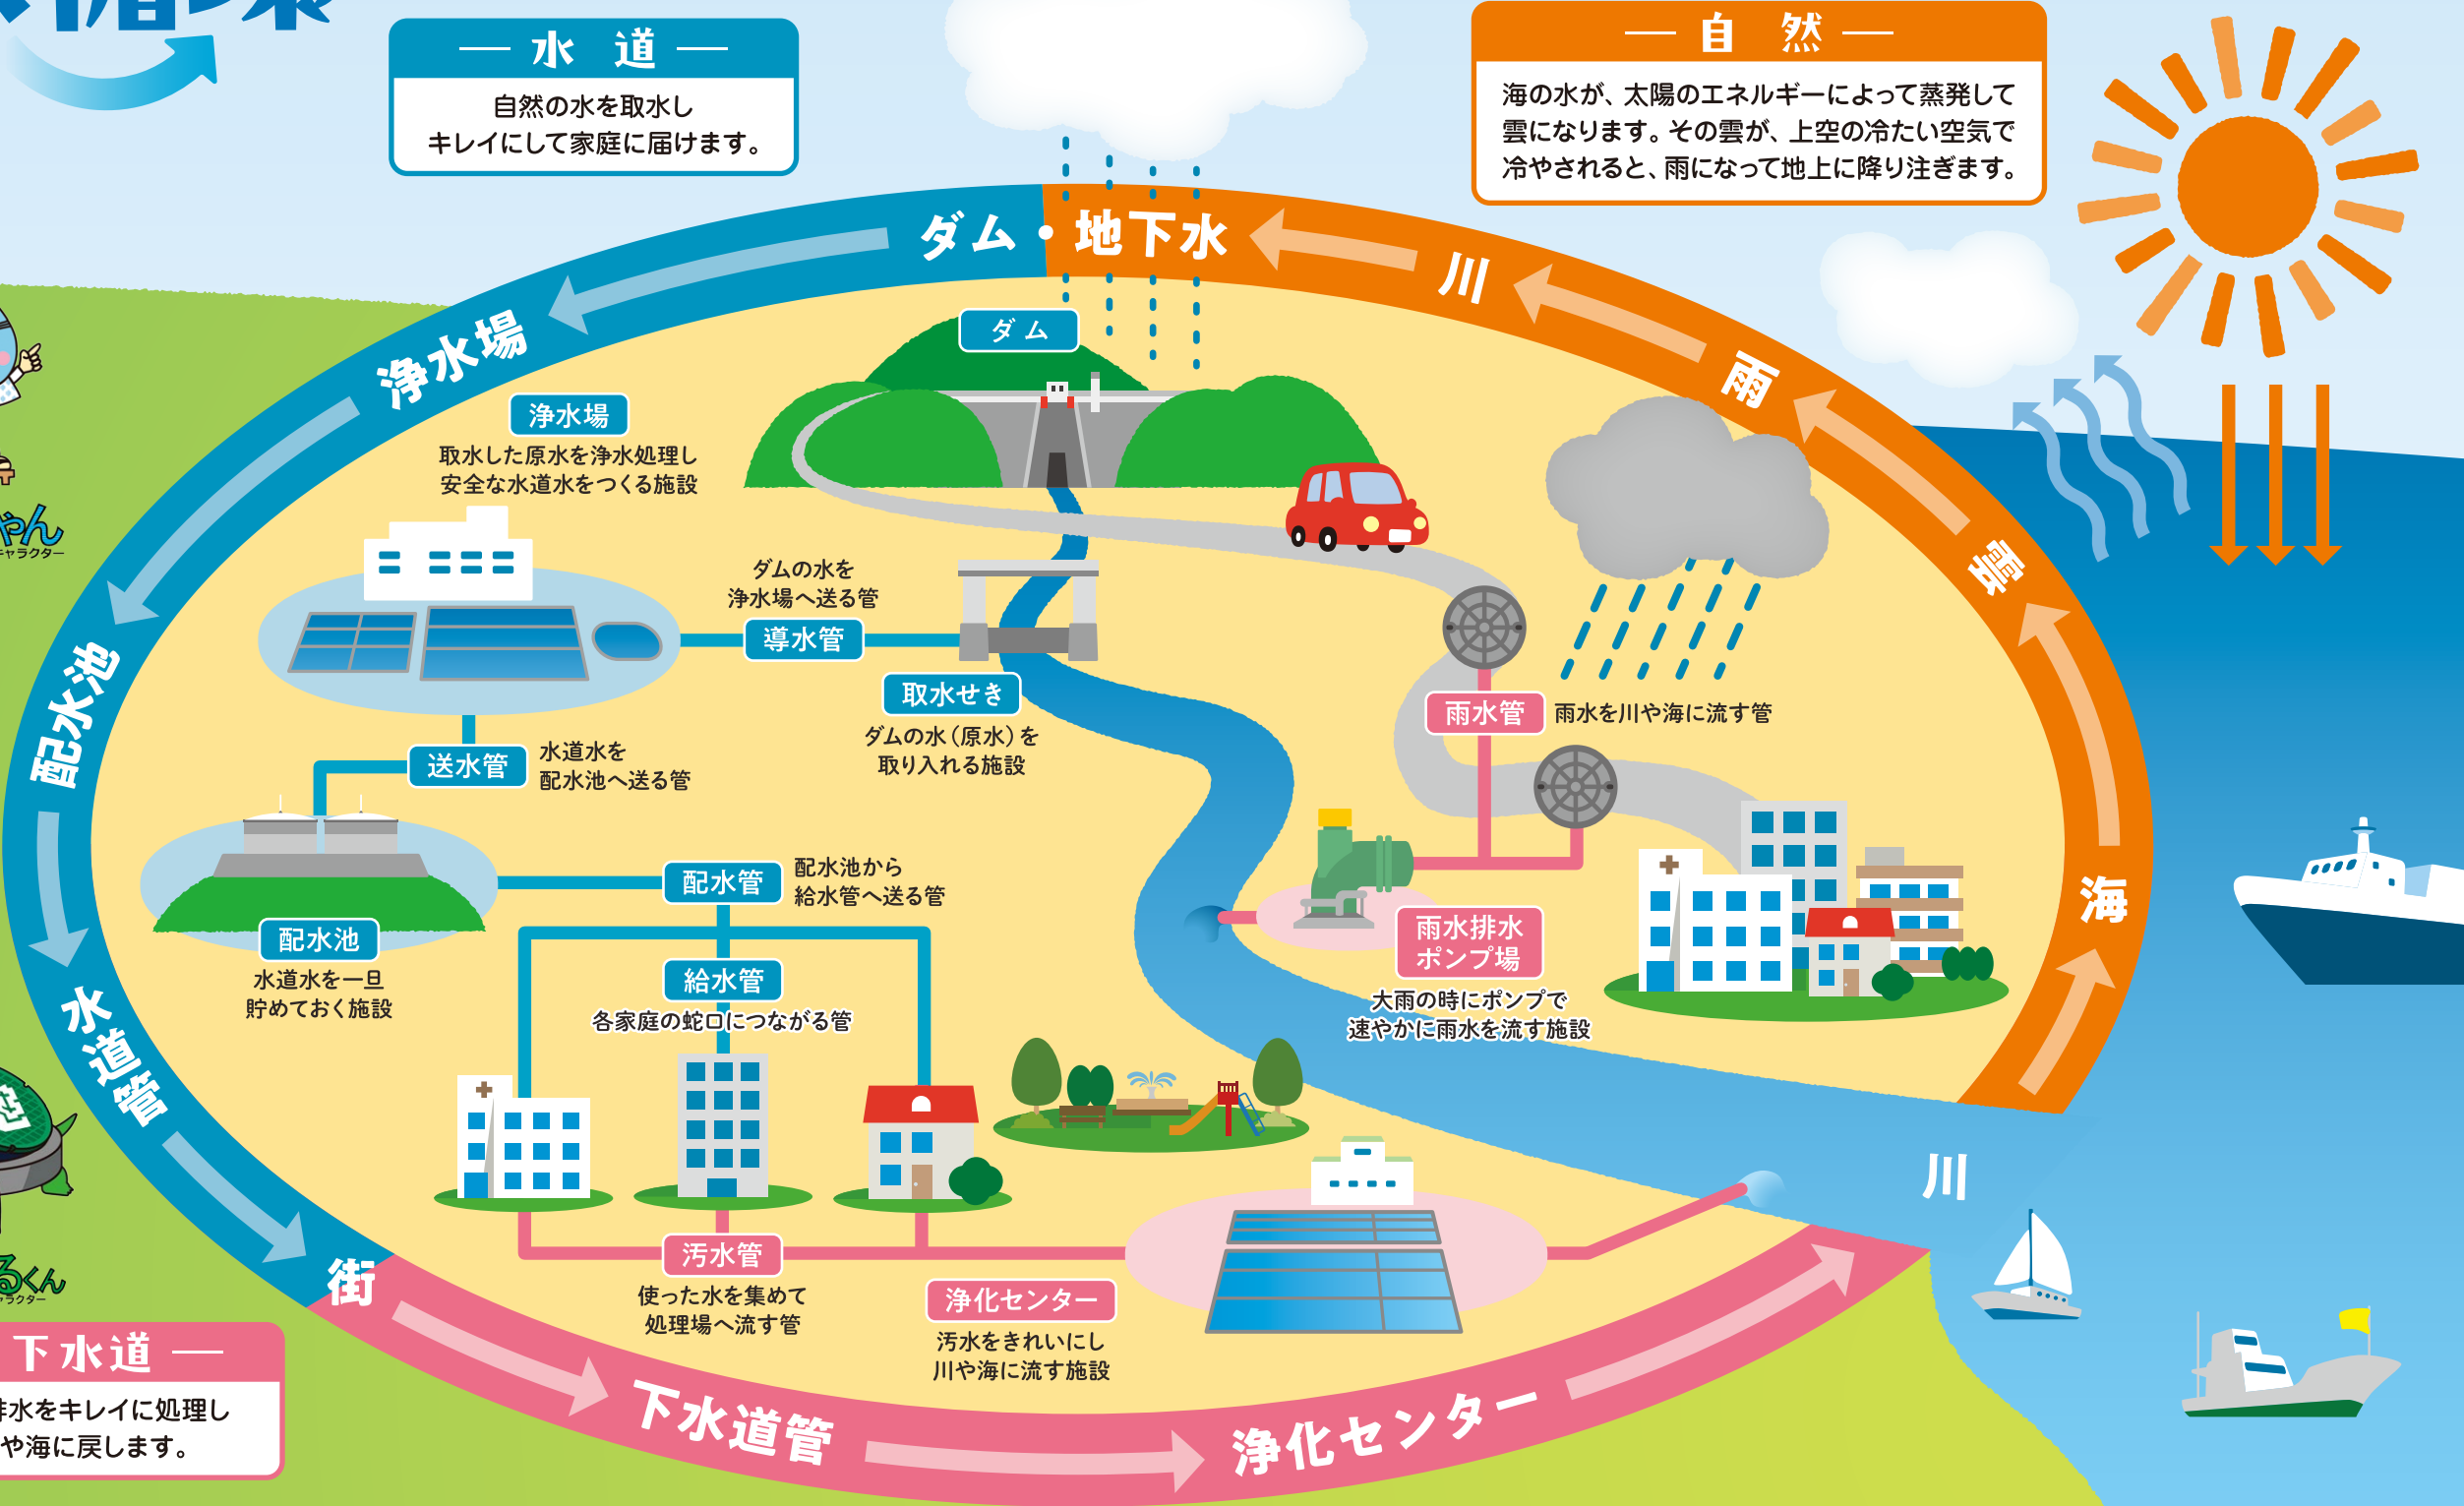 水道
自然の水を取水し
キレイにして家庭に届けます。
自然
海の水が、太陽のエネルギーによって蒸発して
雲になります。その雲が、上空の冷たい空気で
冷やされると、雨になって地上に降り注ぎます。
ダム・地下水
川
雨
雲
海
川
浄水場
配水池
水道管
街
下水道管
浄化センター
ダム
浄水場
取水した原水を浄水処理し
安全な水道水をつくる施設
ダムの水を
浄水場へ送る管
導水管
取水せき
ダムの水（原水）を
取り入れる施設
送水管
水道水を
配水池へ送る管
雨水管
雨水を川や海に流す管
配水管
配水池から
給水管へ送る管
配水池
水道水を一旦
貯めておく施設
給水管
各家庭の蛇口につながる管
雨水排水
ポンプ場
大雨の時にポンプで
速やかに雨水を流す施設
汚水管
使った水を集めて
処理場へ流す管
浄化センター
汚水をきれいにし
川や海に流す施設
ゃん
キャラクター
るくん
ラクター
下水道
水をキレイに処理し
や海に戻します。